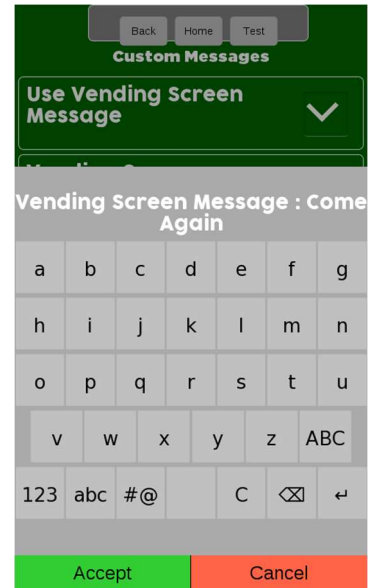 Back Home Test
Custom Messages
Use Vending Screen
Message
Vending Screen Message : Come
Again
a b c d e f g
h i j k l m n
o p q r s t u
v w x y z ABC
123 abc #@ C ⌫ ↵
Accept Cancel